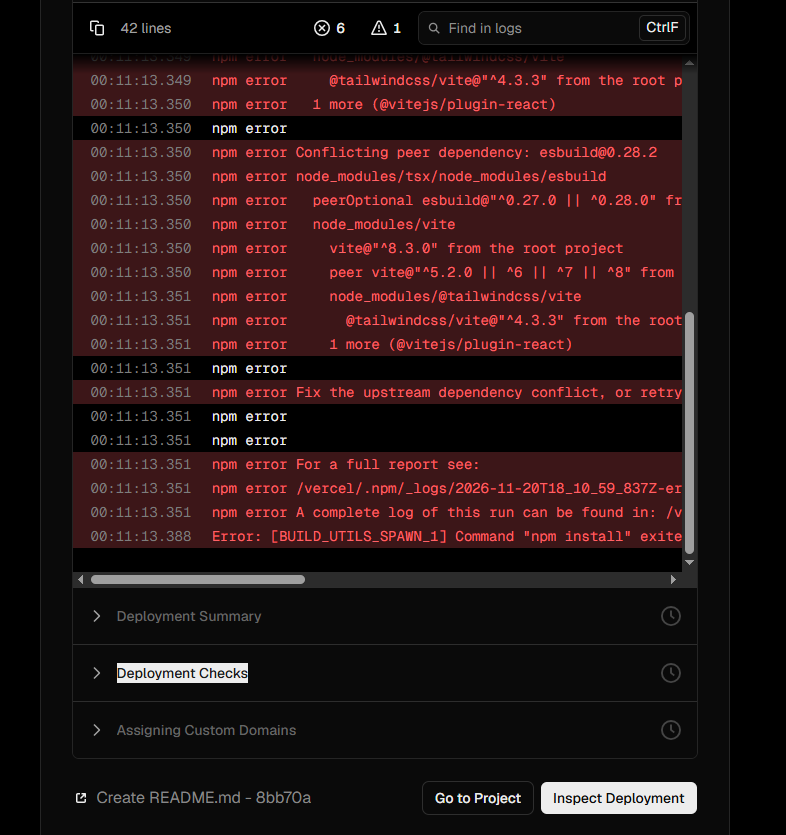 42 lines
6
1
Find in logs
CtrlF
00:11:13.349 npm error node_modules/@tailwindcss/vite
00:11:13.349 npm error @tailwindcss/vite@"^4.3.3" from the root p
00:11:13.350 npm error 1 more (@vitejs/plugin-react)
00:11:13.350 npm error
00:11:13.350 npm error Conflicting peer dependency: esbuild@0.28.2
00:11:13.350 npm error node_modules/tsx/node_modules/esbuild
00:11:13.350 npm error peerOptional esbuild@"^0.27.0 || ^0.28.0" fr
00:11:13.350 npm error node_modules/vite
00:11:13.350 npm error vite@"^8.3.0" from the root project
00:11:13.350 npm error peer vite@"^5.2.0 || ^6 || ^7 || ^8" from
00:11:13.351 npm error node_modules/@tailwindcss/vite
00:11:13.351 npm error @tailwindcss/vite@"^4.3.3" from the root
00:11:13.351 npm error 1 more (@vitejs/plugin-react)
00:11:13.351 npm error
00:11:13.351 npm error Fix the upstream dependency conflict, or retry
00:11:13.351 npm error
00:11:13.351 npm error
00:11:13.351 npm error For a full report see:
00:11:13.351 npm error /vercel/.npm/_logs/2026-11-20T18_10_59_837Z-er
00:11:13.351 npm error A complete log of this run can be found in: /v
00:11:13.388 Error: [BUILD_UTILS_SPAWN_1] Command "npm install" exite
Deployment Summary
Deployment Checks
Assigning Custom Domains
Create README.md - 8bb70a
Go to Project
Inspect Deployment